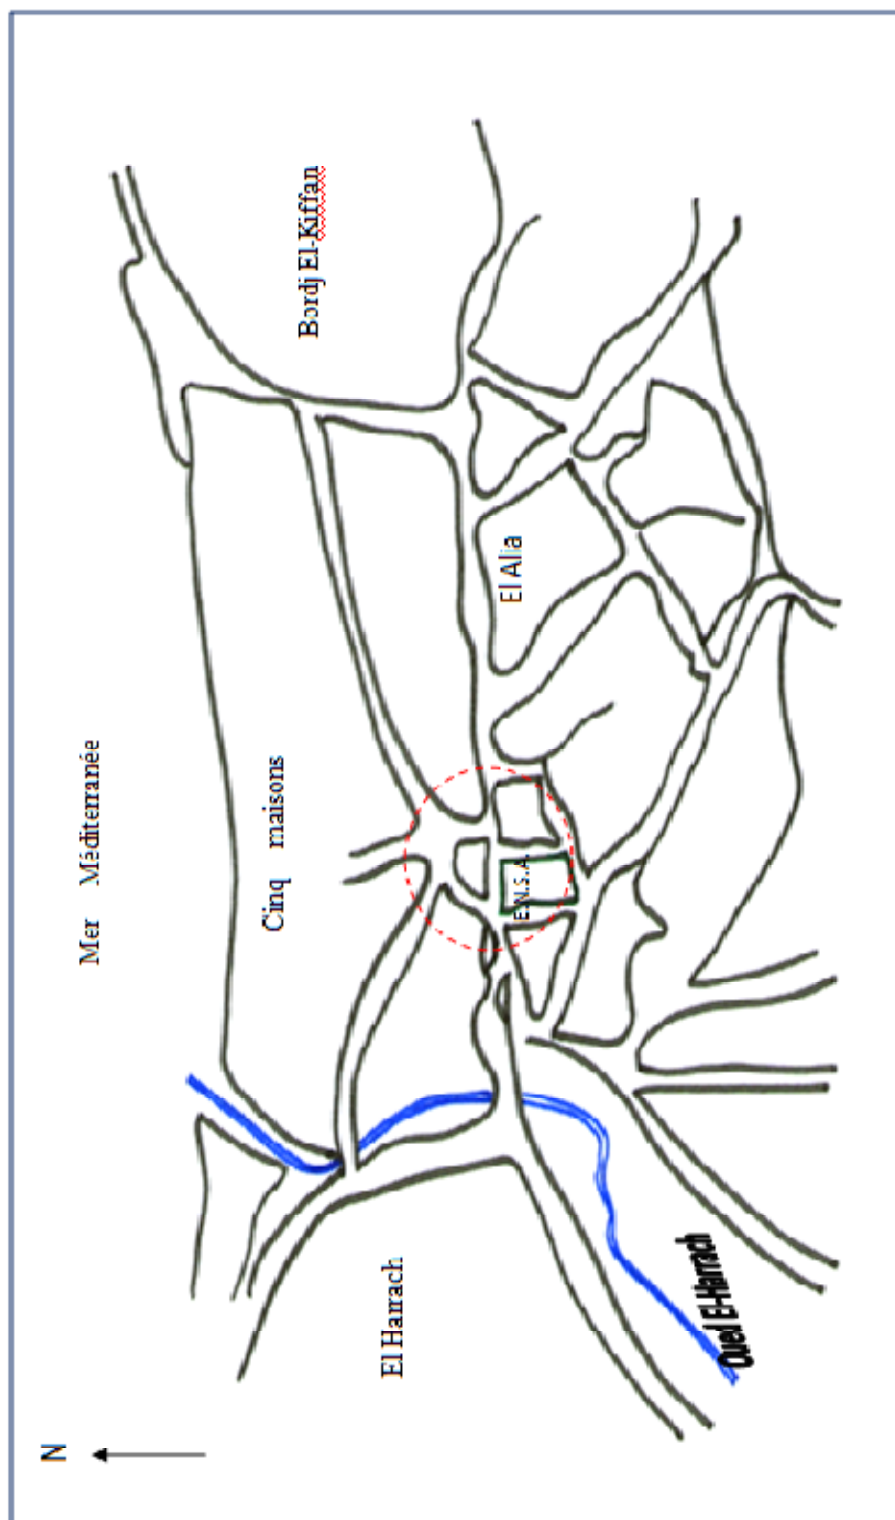 N
Mer Méditerranée
Cinq maisons
Bordj El-Kiffan
El Harrach
El Alia
E.N.S.A.
Oued El-Harrach